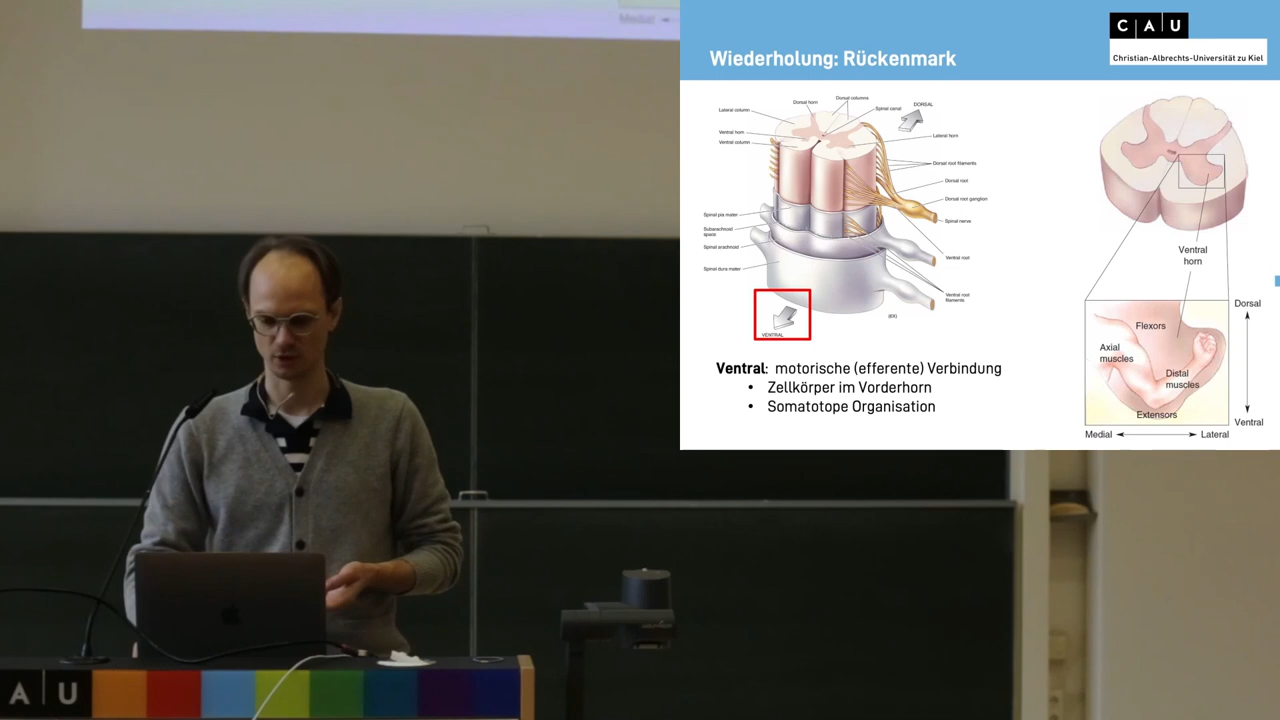 Medial
Wiederholung: Rückenmark
C A U
Christian-Albrechts-Universität zu Kiel
Dorsal columns
Dorsal horn
Spinal canal
DORSAL
Lateral column
Ventral horn
Ventral column
Lateral horn
Dorsal root filaments
Dorsal root
Dorsal root ganglion
Spinal nerve
Spinal pia mater
Subarachnoid
space
Spinal arachnoid
Spinal dura mater
Ventral root
Ventral root
filaments
VENTRAL
Ventral
horn
Flexors
Axial
muscles
Distal
muscles
Extensors
Dorsal
Ventral
Medial
Lateral
Ventral: motorische (efferente) Verbindung
• Zellkörper im Vorderhorn
• Somatotope Organisation
A U